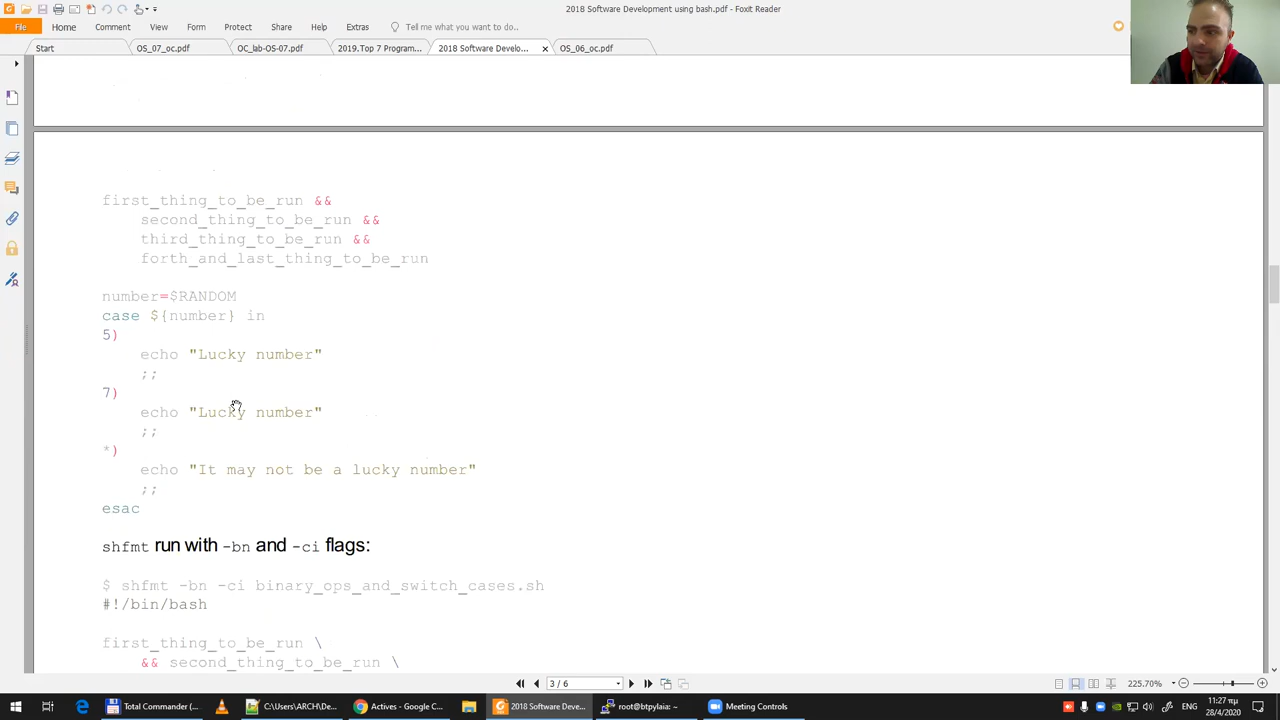 2018 Software Development using bash.pdf - Foxit Reader
File
Home
Comment
View
Form
Protect
Share
Help
Extras
Tell me what you want to do..
Start
OS_07_oc.pdf
OC_lab-OS-07.pdf
2019.Top 7 Program...
2018 Software Develo...
OS_06_oc.pdf
first_thing_to_be_run &&
second_thing_to_be_run &&
third_thing_to_be_run &&
forth_and_last_thing_to_be_run
number=$RANDOM
case ${number} in
5)
echo "Lucky number"
;;
7)
echo "Lucky number"
;;
*)
echo "It may not be a lucky number"
;;
esac
shfmt run with -bn and -ci flags:
$ shfmt -bn -ci binary_ops_and_switch_cases.sh
#!/bin/bash
first_thing_to_be_run \
&& second_thing_to_be_run \
3 / 6
225.70%
Total Commander (...
C:\Users\ARCH\De...
Actives - Google C...
2018 Software Deve...
root@btpylaia: ~
Meeting Controls
ENG
11:27 πμ
28/4/2020